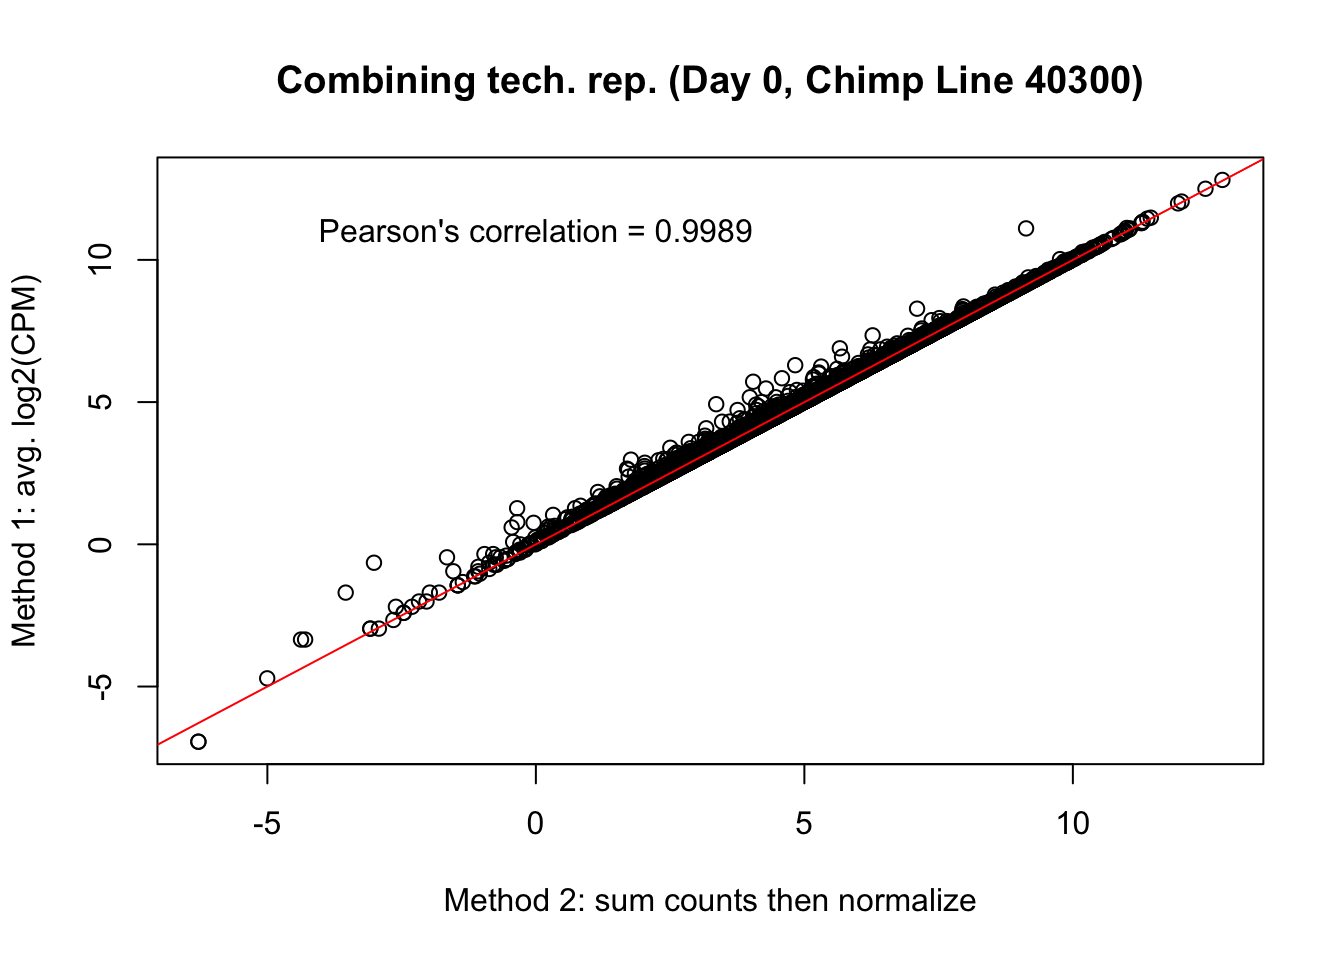 Combining tech. rep. (Day 0, Chimp Line 40300)
Pearson's correlation = 0.9989
Method 1: avg. log2(CPM)
10
5
0
-5
-5
0
5
10
Method 2: sum counts then normalize